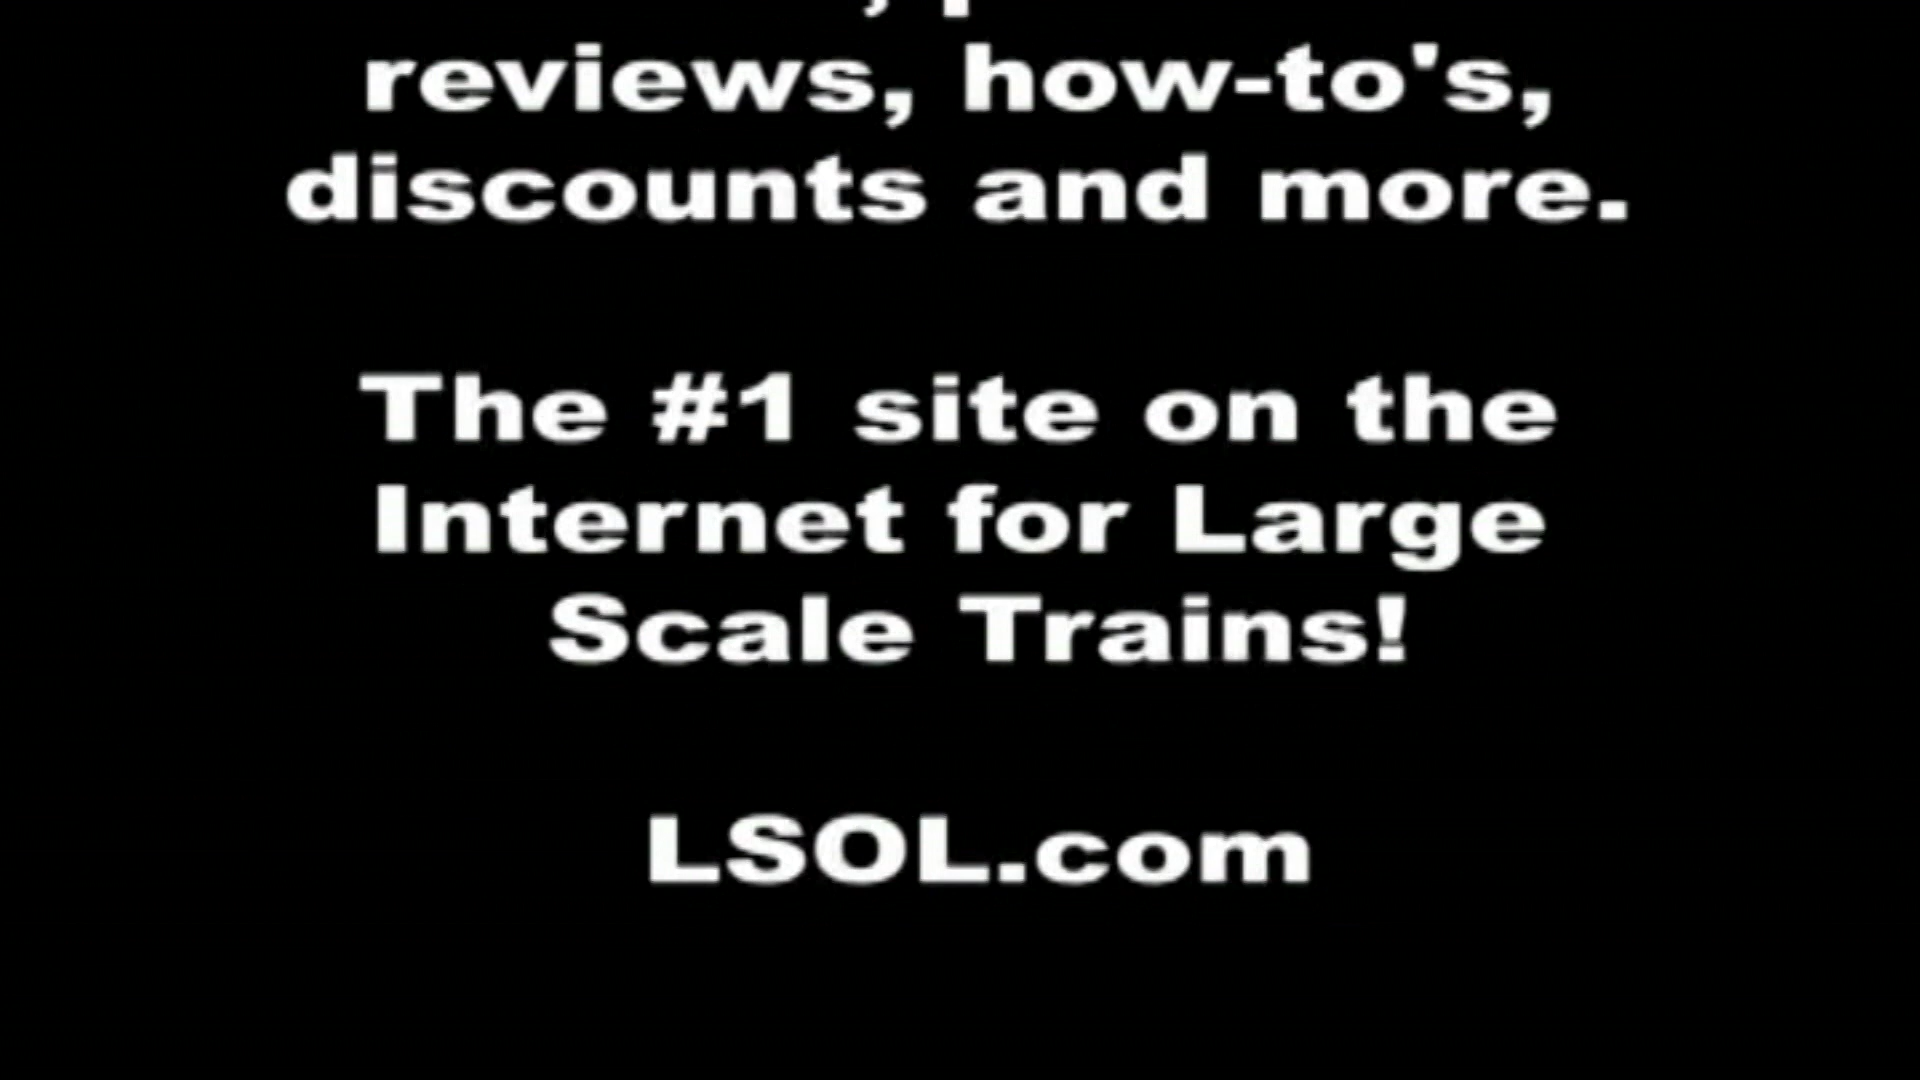 reviews, how-to's,
discounts and more.
The #1 site on the
Internet for Large
Scale Trains!
LSOL.com